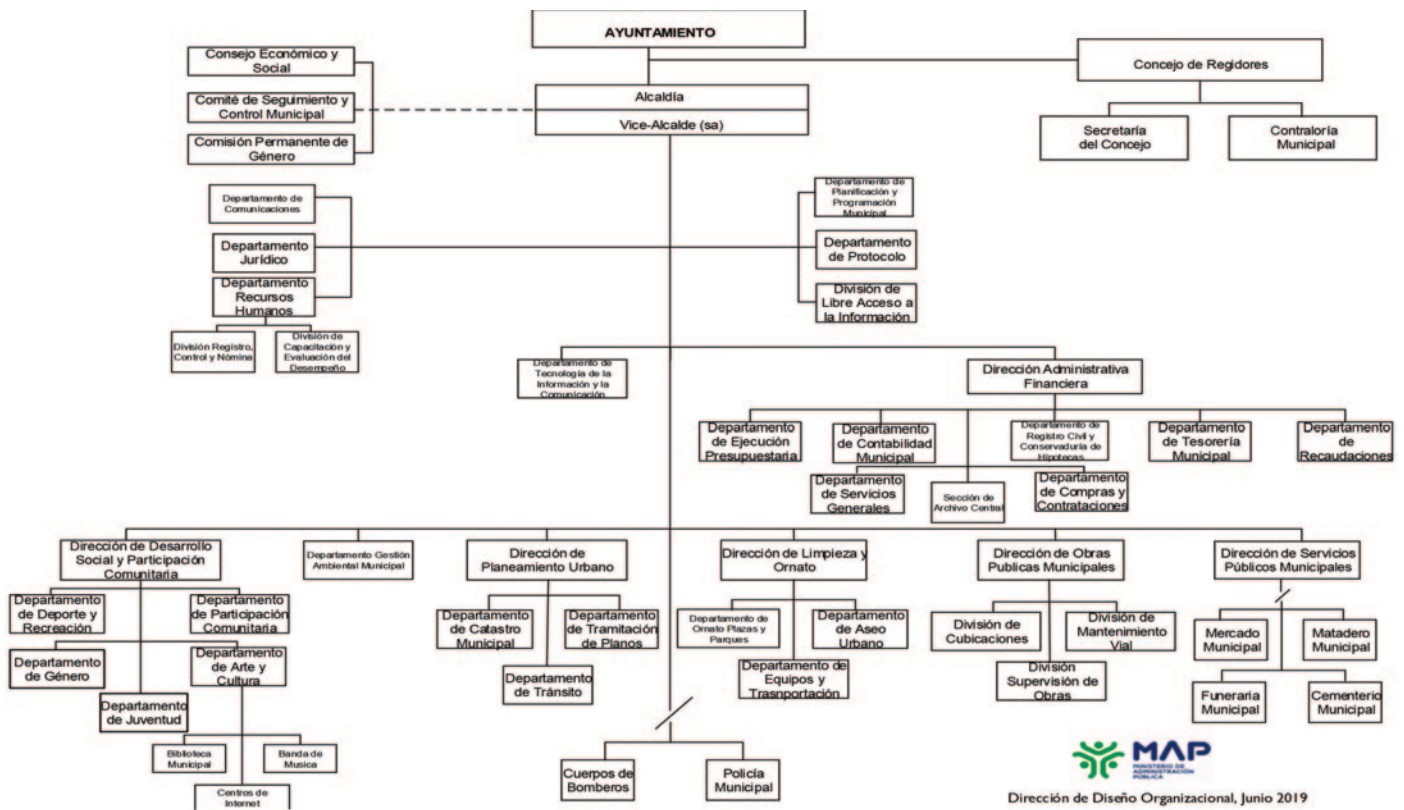 AYUNTAMIENTO
Consejo Económico y
Social
Concejo de Regidores
Comité de Seguimiento y
Control Municipal
Alcaldía
Vice-Alcalde (sa)
Comisión Permanente de
Género
Secretaría
del Concejo
Contraloría
Municipal
Departamento de
Comunicaciones
Departamento de
Planificación y
Programación
Municipal
Departamento
Jurídico
Departamento
de Protocolo
Departamento
Recursos
Humanos
División de
Libre Acceso a
la Información
División Registro,
Control y Nómina
División de
Capacitación y
Evaluación del
Desempeño
Departamento de
Tecnología de la
Información y la
Comunicación
Dirección Administrativa
Financiera
Departamento
de Ejecución
Presupuestaria
Departamento
de Contabilidad
Municipal
Departamento de
Registro Civil y
Conservaduría de
Hipotecas
Departamento
de Tesorería
Municipal
Departamento
de
Recaudaciones
Departamento
de Servicios
Generales
Sección de
Archivo Central
Departamento
de Compras y
Contrataciones
Dirección de Desarrollo
Social y Participación
Comunitaria
Departamento Gestión
Ambiental Municipal
Dirección de
Planeamiento Urbano
Dirección de Limpieza y
Ornato
Dirección de Obras
Publicas Municipales
Dirección de Servicios
Públicos Municipales
Departamento
de Deporte y
Recreación
Departamento
de Participación
Comunitaria
Departamento
de Catastro
Municipal
Departamento
de Tramitación
de Planos
Departamento de
Ornato Plazas y
Parques
Departamento
de Aseo
Urbano
División de
Cubicaciones
División de
Mantenimiento
Vial
Mercado
Municipal
Matadero
Municipal
Departamento
de Género
Departamento
de Arte y
Cultura
Departamento
de Tránsito
Departamento de
Equipos y
Trasnportación
División
Supervisión de
Obras
Departamento
de Juventud
Funeraria
Municipal
Cementerio
Municipal
Biblioteca
Municipal
Banda de
Musica
Centros de
Internet
Cuerpos de
Bomberos
Policía
Municipal
MAP
MINISTERIO DE
ADMINISTRACIÓN
PÚBLICA
Dirección de Diseño Organizacional, Junio 2019